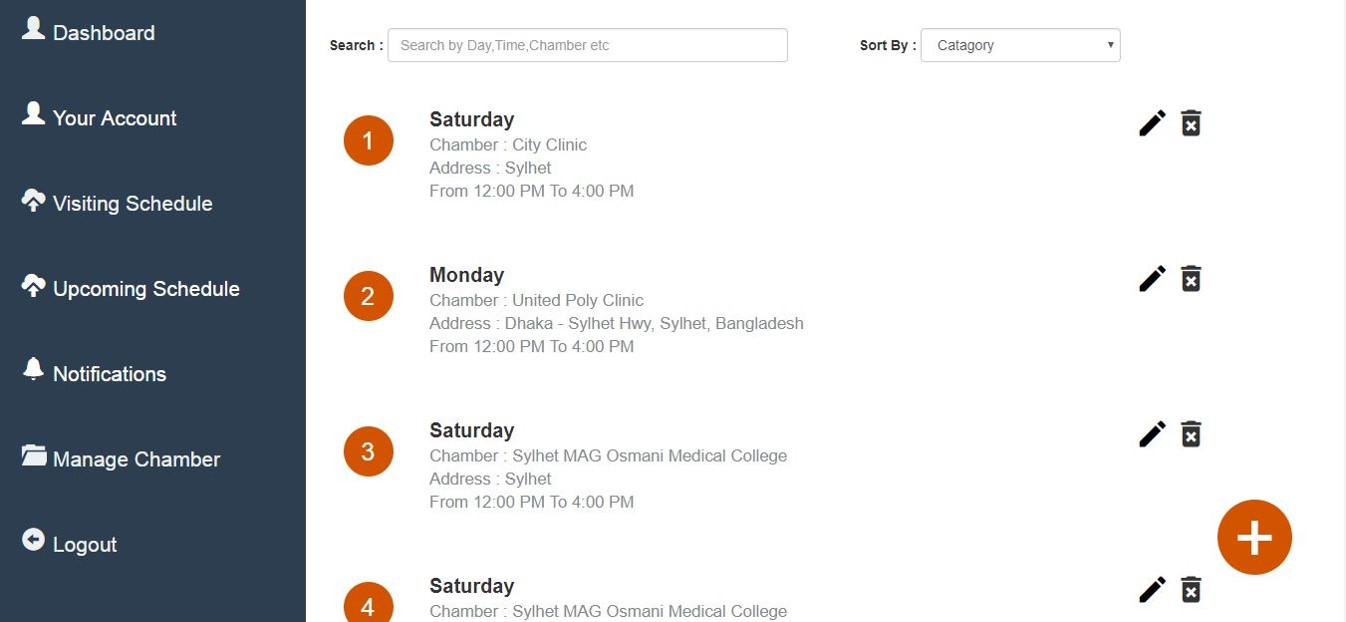 Dashboard
Your Account
Visiting Schedule
Upcoming Schedule
Notifications
Manage Chamber
Logout
Search : Search by Day,Time,Chamber etc
Sort By : Catagory
1
Saturday
Chamber : City Clinic
Address : Sylhet
From 12:00 PM To 4:00 PM
2
Monday
Chamber : United Poly Clinic
Address : Dhaka - Sylhet Hwy, Sylhet, Bangladesh
From 12:00 PM To 4:00 PM
3
Saturday
Chamber : Sylhet MAG Osmani Medical College
Address : Sylhet
From 12:00 PM To 4:00 PM
4
Saturday
Chamber : Sylhet MAG Osmani Medical College